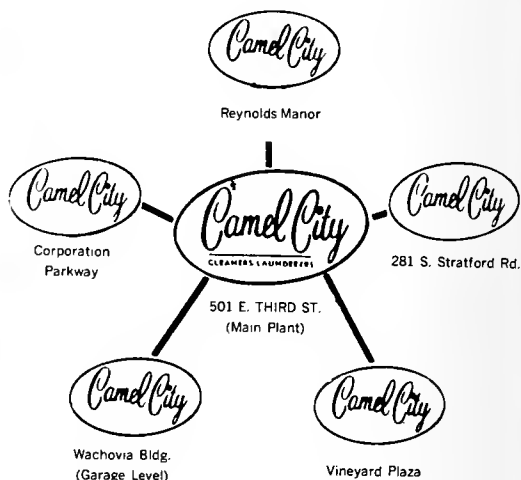 Camel City
Reynolds Manor
Camel City
Corporation
Parkway
Camel City
CLEANERS LAUNDERERS
501 E. THIRD ST.
(Main Plant)
Camel City
281 S. Stratford Rd.
Camel City
Wachovia Bldg.
(Garage Level)
Camel City
Vineyard Plaza